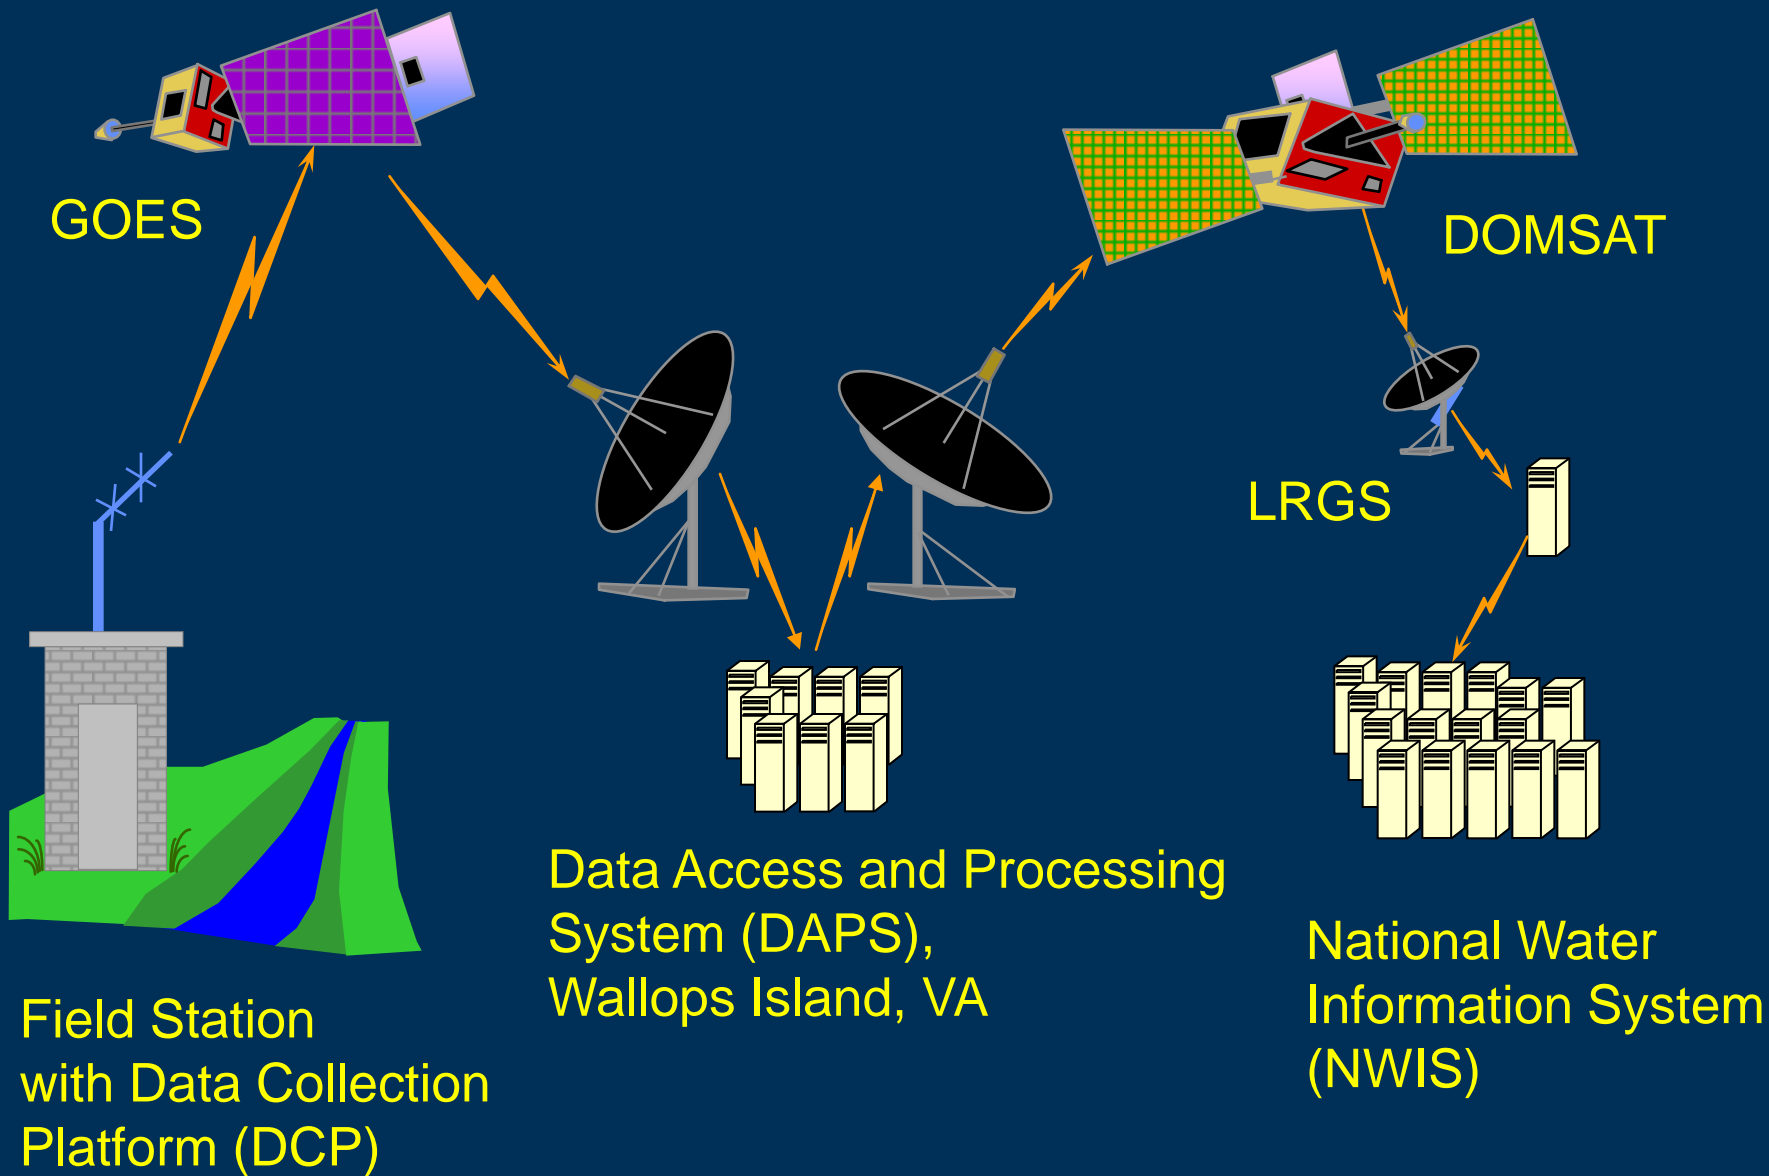 GOES
DOMSAT
LRGS
Field Station
with Data Collection
Platform (DCP)
Data Access and Processing
System (DAPS),
Wallops Island, VA
National Water
Information System
(NWIS)